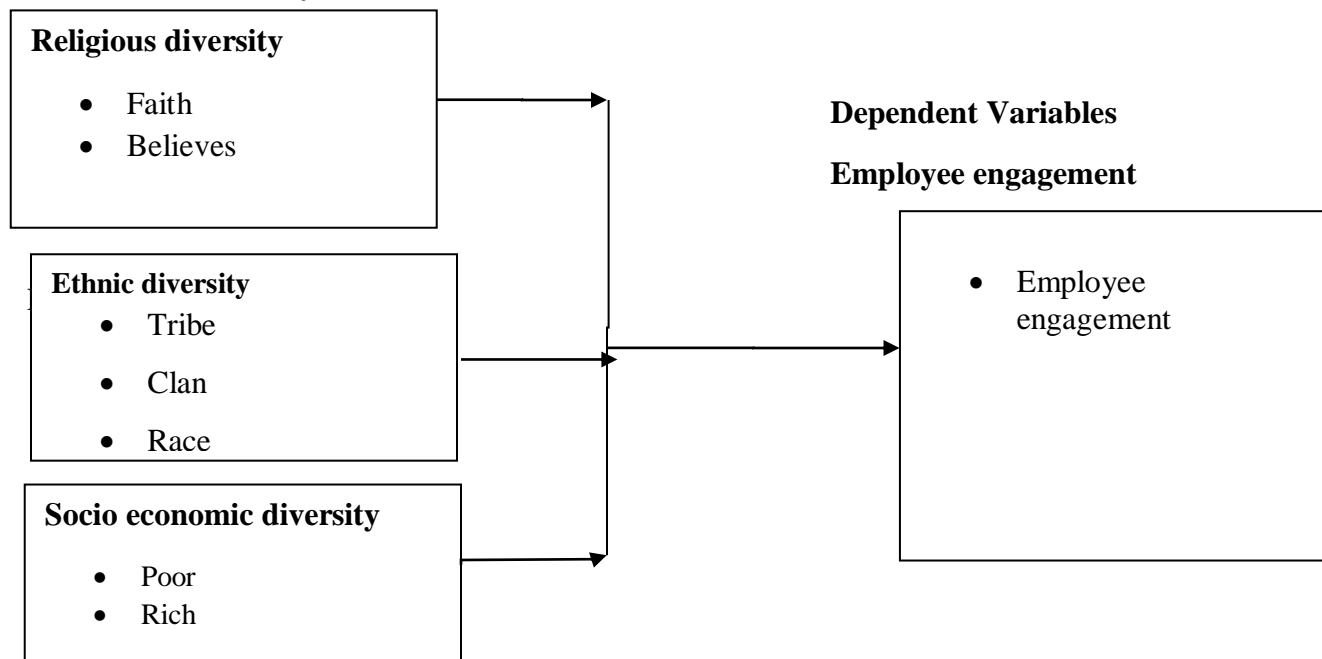 Religious diversity
• Faith
• Believes
Ethnic diversity
• Tribe
• Clan
• Race
Socio economic diversity
• Poor
• Rich
Dependent Variables
Employee engagement
• Employee
engagement